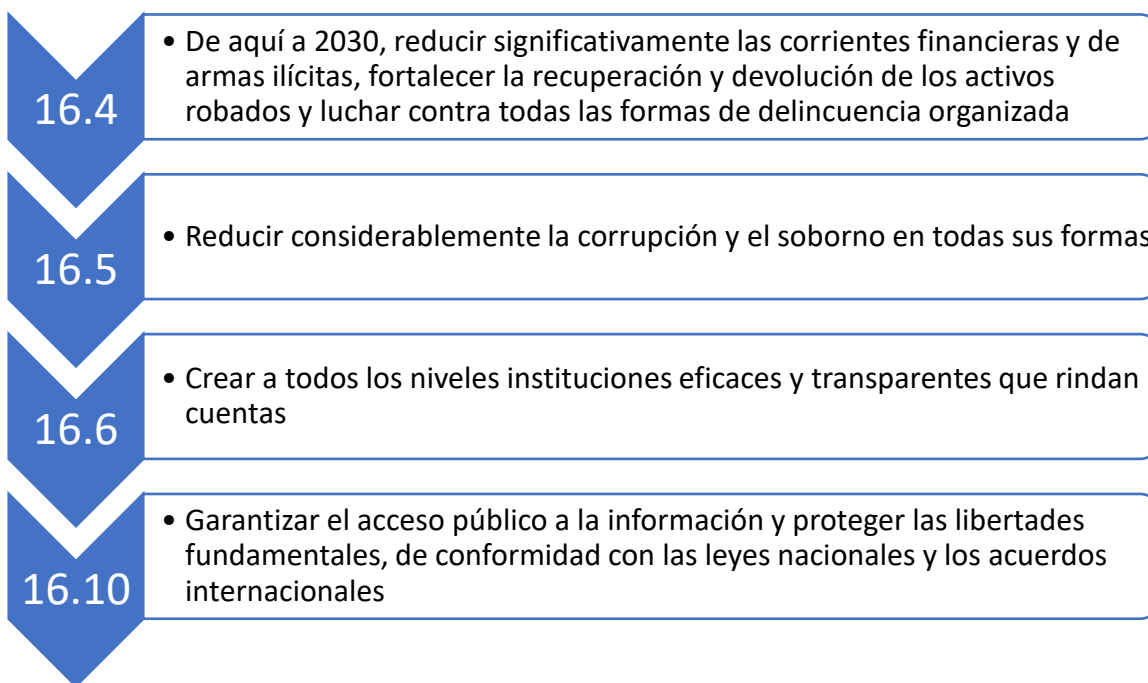 16.4
• De aquí a 2030, reducir significativamente las corrientes financieras y de
armas ilícitas, fortalecer la recuperación y devolución de los activos
robados y luchar contra todas las formas de delincuencia organizada
16.5
• Reducir considerablemente la corrupción y el soborno en todas sus formas
16.6
• Crear a todos los niveles instituciones eficaces y transparentes que rindan
cuentas
16.10
• Garantizar el acceso público a la información y proteger las libertades
fundamentales, de conformidad con las leyes nacionales y los acuerdos
internacionales